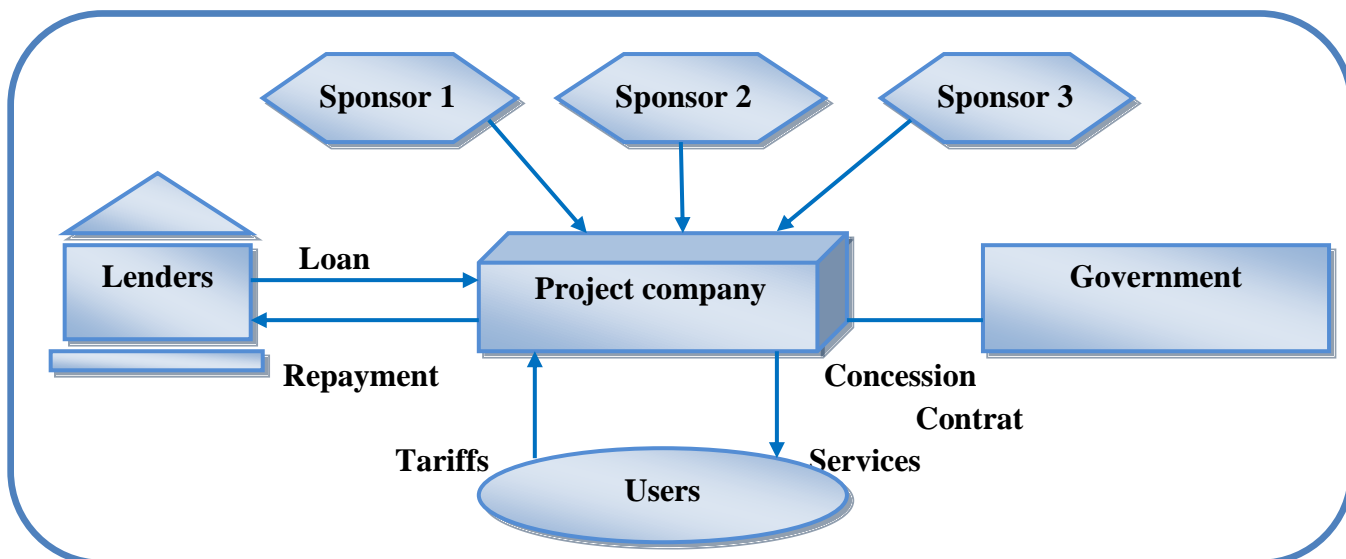 Sponsor 1
Sponsor 2
Sponsor 3
Lenders
Loan
Project company
Government
Repayment
Concession
Contrat
Tariffs
Services
Users